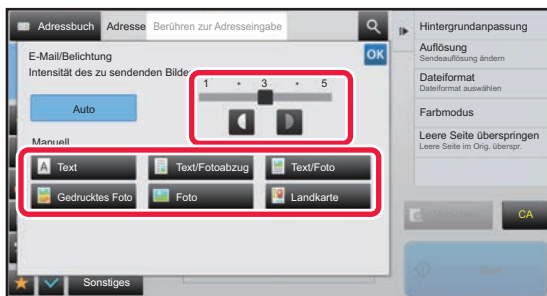 Adressbuch Adresse Berühren zur Adresseingabe
E-Mail/Belichtung
OK
Intensität des zu sendenden Bilde
1 • 3 • 5
Auto
Manuell
A Text
Text/Fotoabzug
Text/Foto
Gedrucktes Foto
Foto
Landkarte
Sonstiges
Hintergrundanpassung
Auflösung
Sendeauflösung ändern
Dateiformat
Dateiformat auswählen
Farbmodus
Leere Seite überspringen
Leere Seite im Orig. überspr.
Vorschau
CA
Start